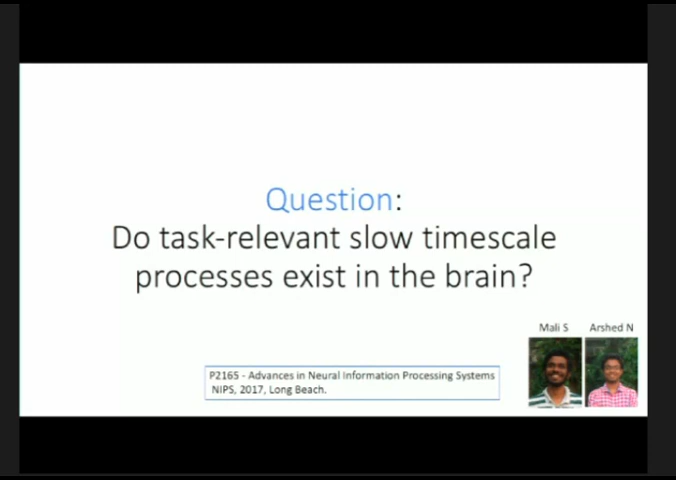 Question:
Do task-relevant slow timescale
processes exist in the brain?
Mali S
Arshed N
P2165 - Advances in Neural Information Processing Systems
NIPS, 2017, Long Beach.